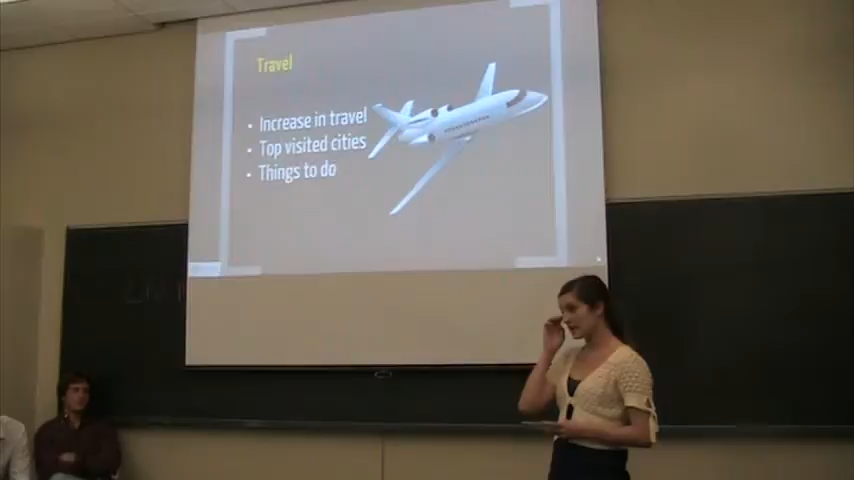 Travel
• Increase in travel
• Top visited cities
• Things to do